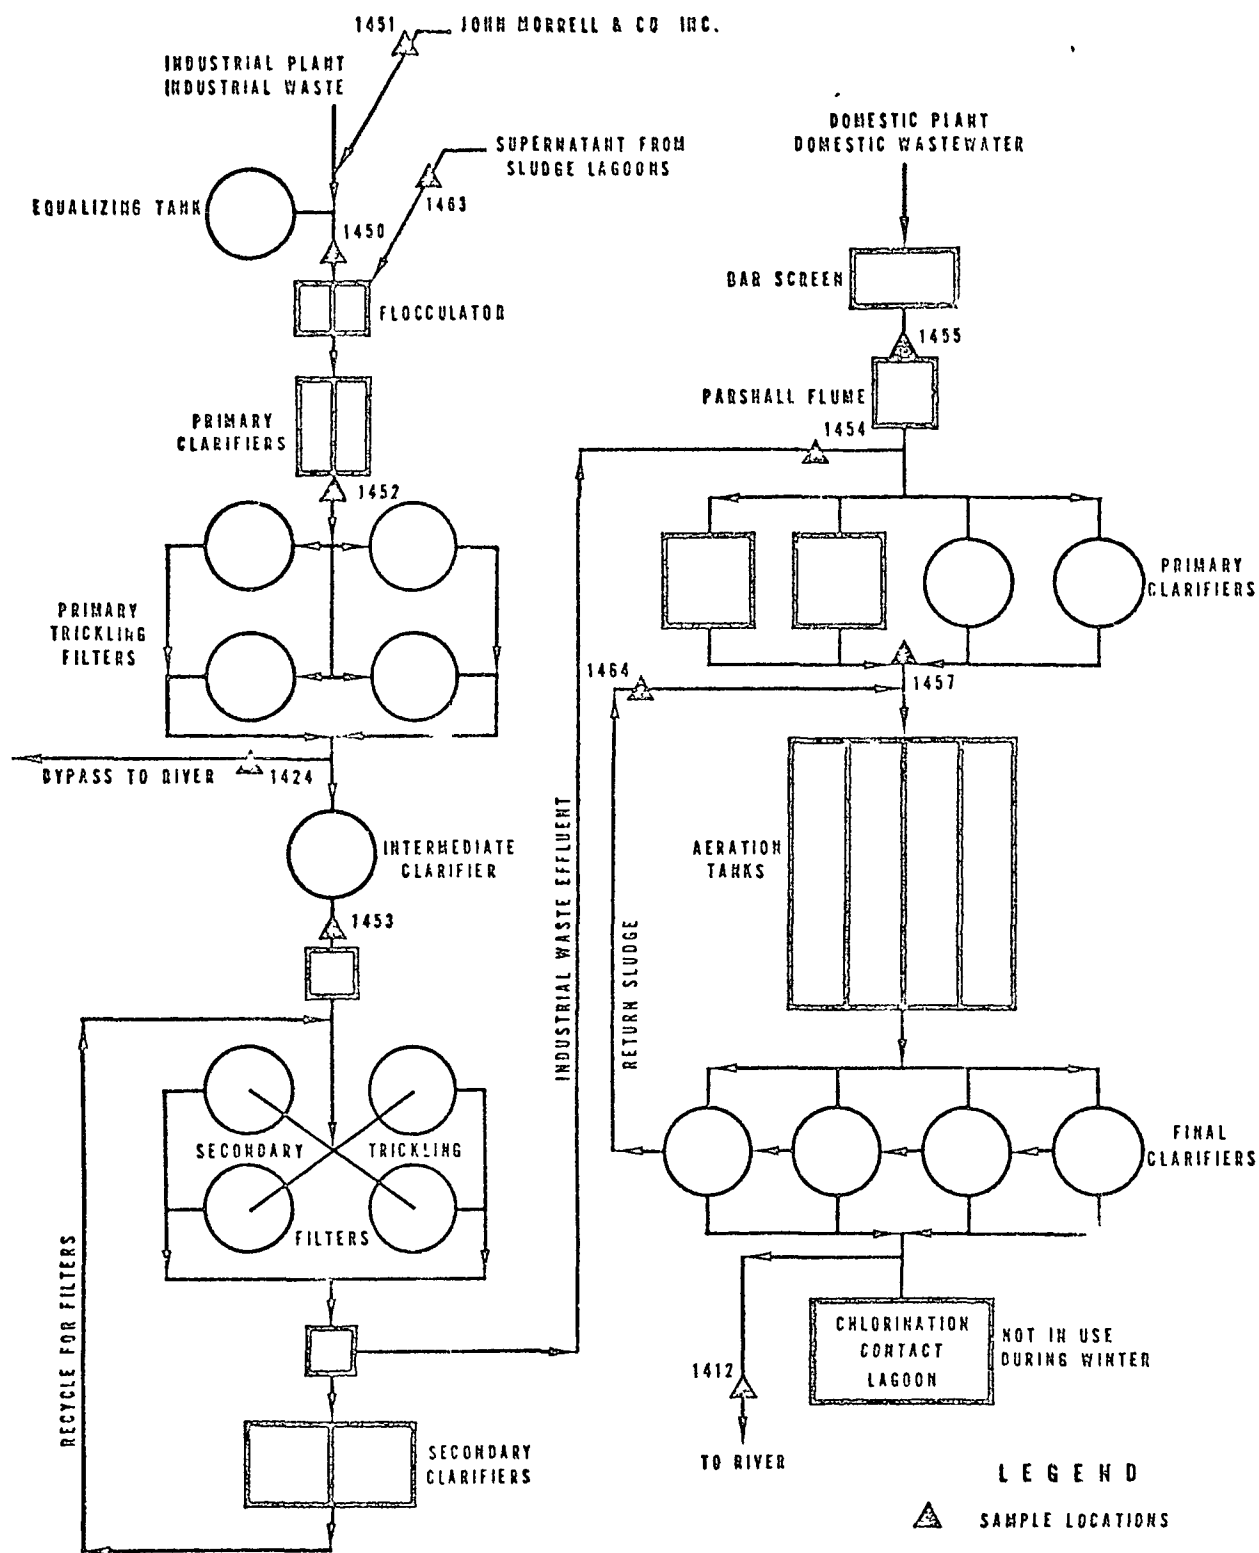 1451
JOHN MORRELL & CO INC.
INDUSTRIAL PLANT
INDUSTRIAL WASTE
SUPERNATANT FROM
SLUDGE LAGOONS
1463
EQUALIZING TANK
1450
FLOCCULATOR
PRIMARY
CLARIFIERS
1452
PRIMARY
TRICKLING
FILTERS
BYPASS TO RIVER
1424
INTERMEDIATE
CLARIFIER
1453
SECONDARY TRICKLING
FILTERS
RECYCLE FOR FILTERS
SECONDARY
CLARIFIERS
INDUSTRIAL WASTE EFFLUENT
DOMESTIC PLANT
DOMESTIC WASTEWATER
BAR SCREEN
1455
PARSHALL FLUME
1454
PRIMARY
CLARIFIERS
1464
1457
AERATION
TANKS
RETURN SLUDGE
FINAL
CLARIFIERS
CHLORINATION
CONTACT
LAGOON
NOT IN USE
DURING WINTER
1412
TO RIVER
LEGEND
SAMPLE LOCATIONS